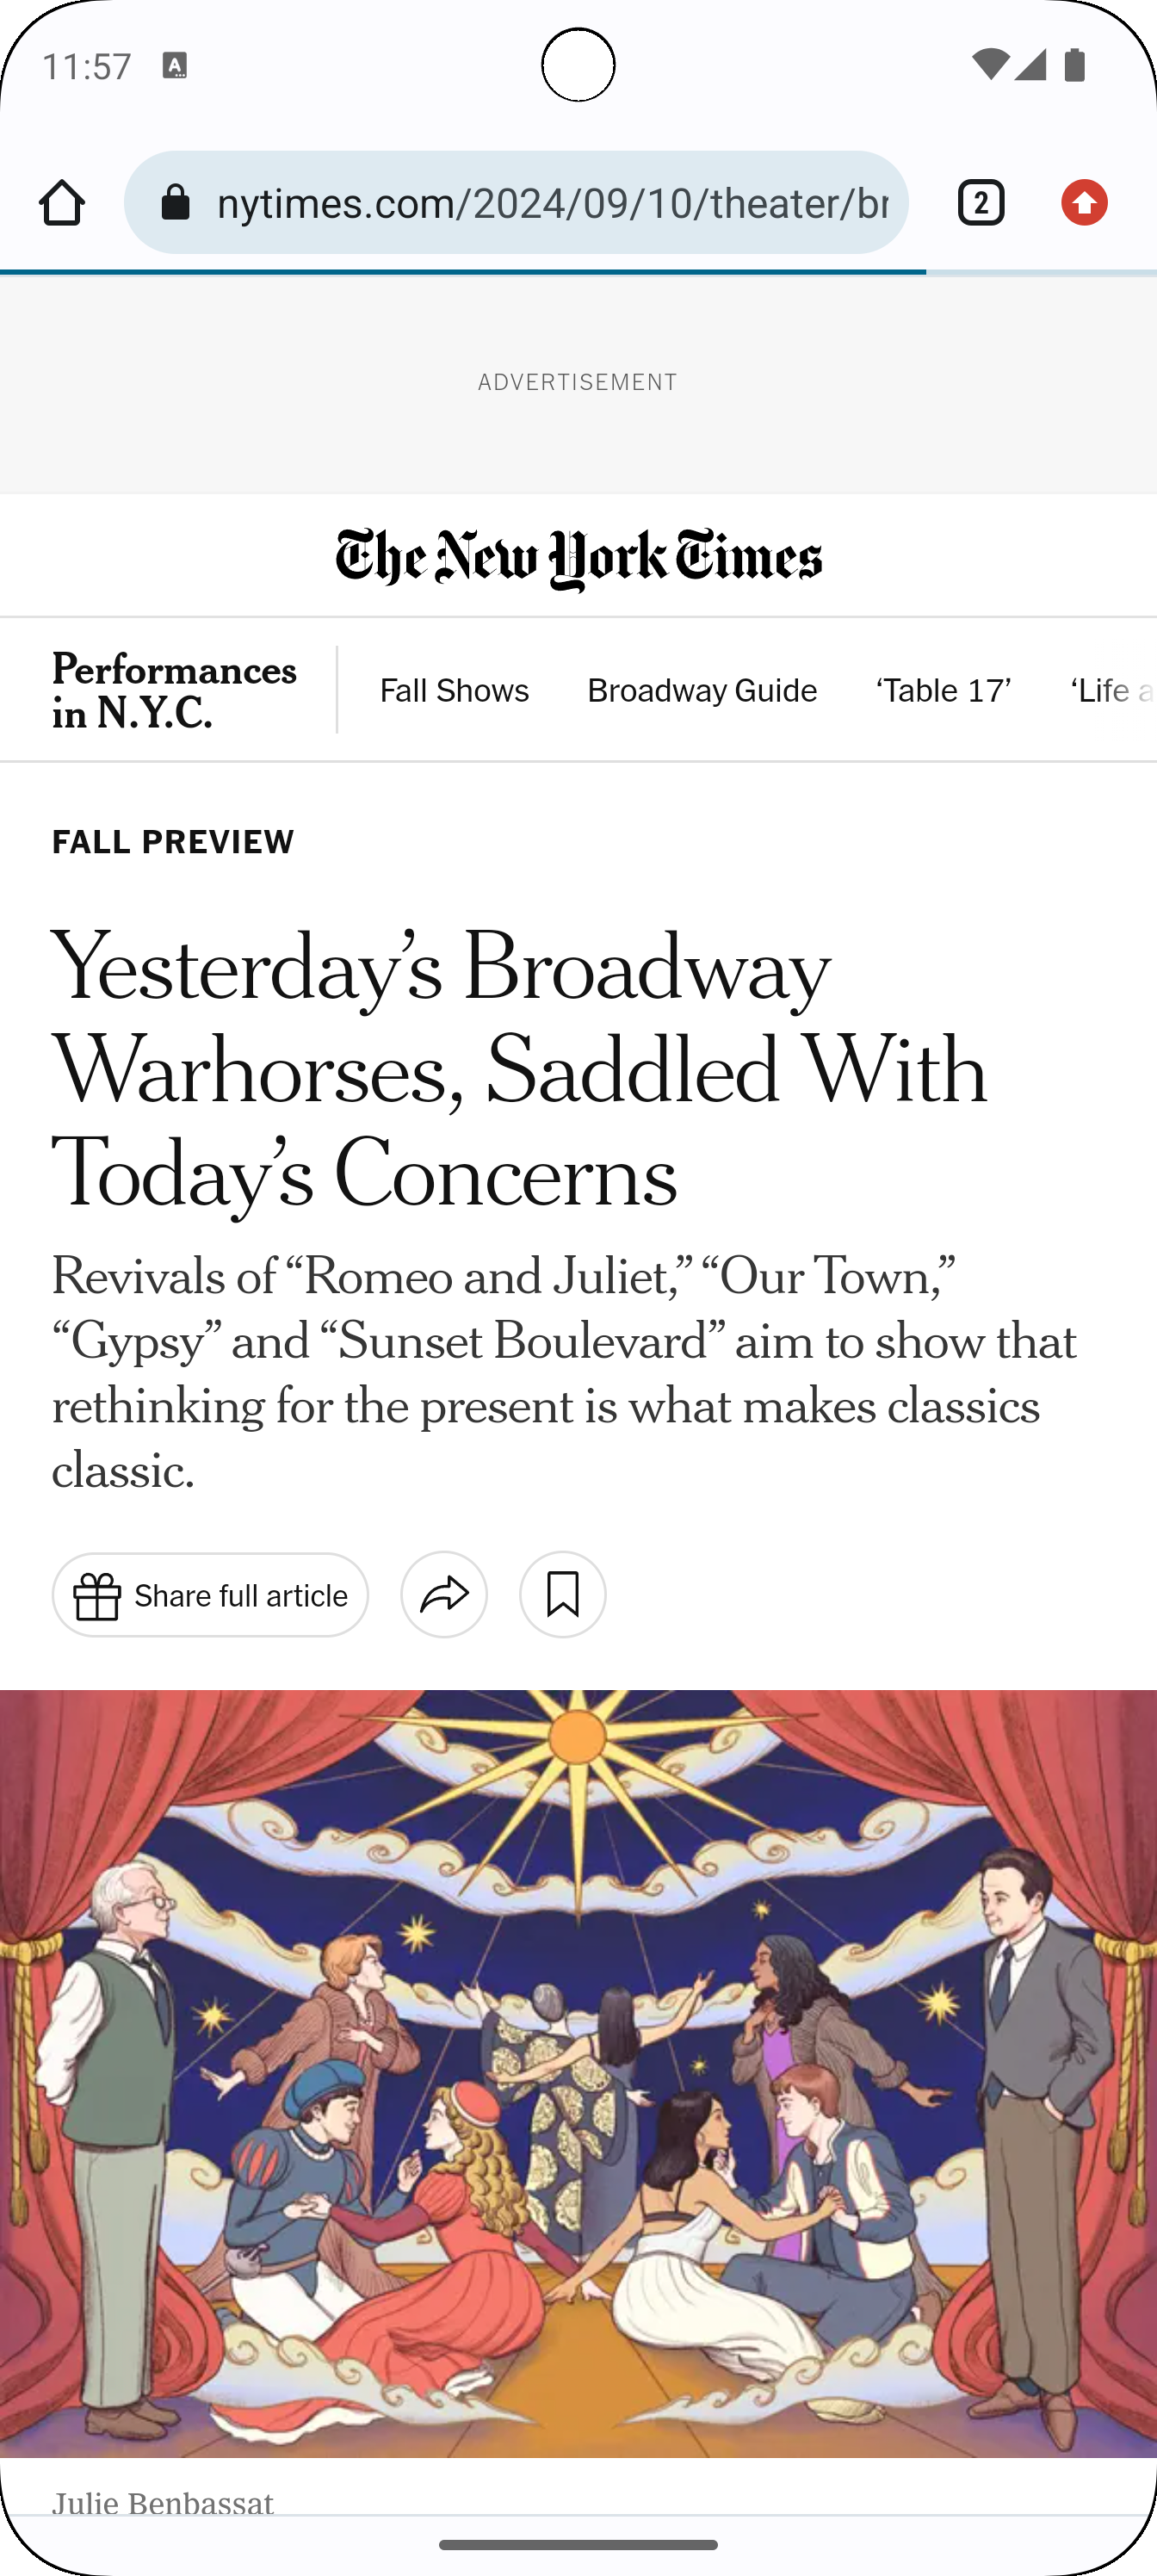 11:57
nytimes.com/2024/09/10/theater/br
2
ADVERTISEMENT
The New York Times
Performances
in N.Y.C.
Fall Shows
Broadway Guide
‘Table 17’
‘Life a
FALL PREVIEW
Yesterday’s Broadway
Warhorses, Saddled With
Today’s Concerns
Revivals of “Romeo and Juliet,” “Our Town,”
“Gypsy” and “Sunset Boulevard” aim to show that
rethinking for the present is what makes classics
classic.
Share full article
Julie Benbassat